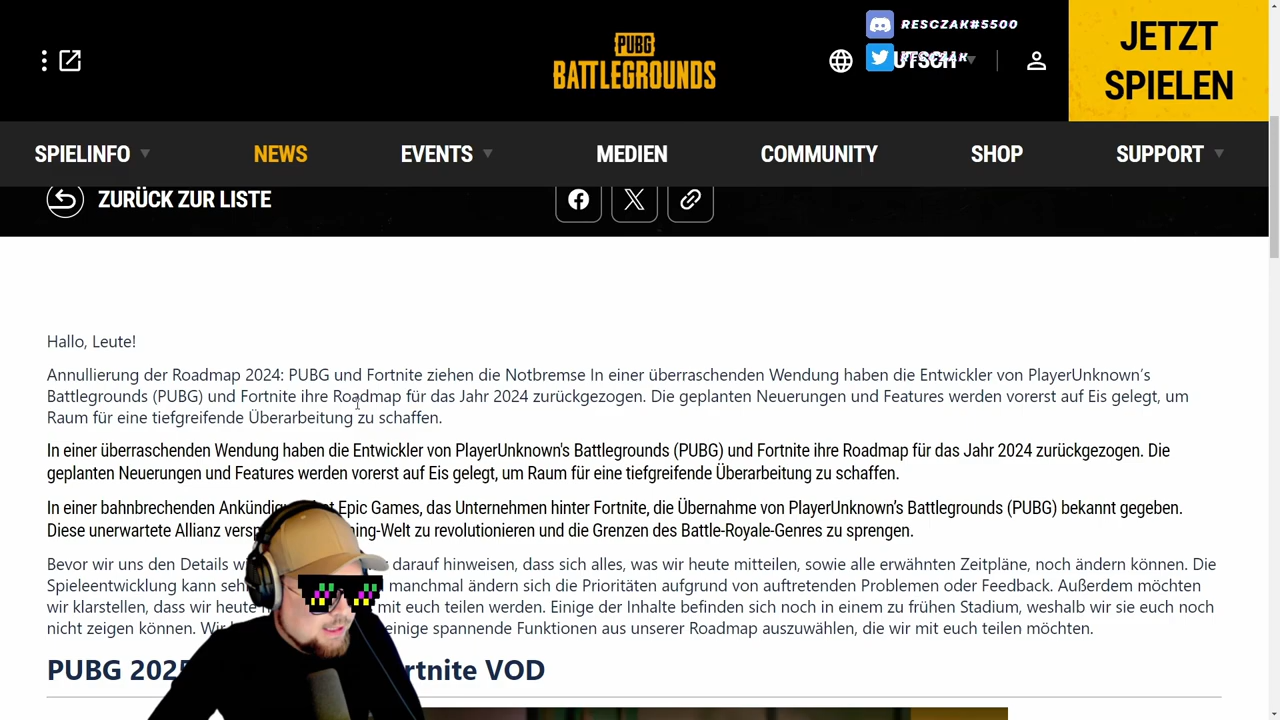 RESCZAK#5500
RESCZAK
PUBG
BATTLEGROUNDS
JETZT
SPIELEN
SPIELINFO
NEWS
EVENTS
MEDIEN
COMMUNITY
SHOP
SUPPORT
ZURÜCK ZUR LISTE
Hallo, Leute!
Annullierung der Roadmap 2024: PUBG und Fortnite ziehen die Notbremse In einer überraschenden Wendung haben die Entwickler von PlayerUnknown’s
Battlegrounds (PUBG) und Fortnite ihre Roadmap für das Jahr 2024 zurückgezogen. Die geplanten Neuerungen und Features werden vorerst auf Eis gelegt, um
Raum für eine tiefgreifende Überarbeitung zu schaffen.
In einer überraschenden Wendung haben die Entwickler von PlayerUnknown's Battlegrounds (PUBG) und Fortnite ihre Roadmap für das Jahr 2024 zurückgezogen. Die
geplanten Neuerungen und Features werden vorerst auf Eis gelegt, um Raum für eine tiefgreifende Überarbeitung zu schaffen.
In einer bahnbrechenden Epic Games, das Unternehmen hinter Fortnite, die Übernahme von PlayerUnknown’s Battlegrounds (PUBG) bekannt gegeben.
Diese unerwartete Allianz zu revolutionieren und die Grenzen des Battle-Royale-Genres zu sprengen.
Bevor wir uns den Details darauf hinweisen, dass sich alles, was wir heute mitteilen, sowie alle erwähnten Zeitpläne, noch ändern können. Die
Spieleentwicklung kann manchmal ändern sich die Prioritäten aufgrund von auftretenden Problemen oder Feedback. Außerdem möchten
wir klarstellen, dass wir heute mit euch teilen werden. Einige der Inhalte befinden sich noch in einem zu frühen Stadium, weshalb wir sie euch noch
nicht zeigen können. einige spannende Funktionen aus unserer Roadmap auszuwählen, die wir mit euch teilen möchten.
PUBG VOD